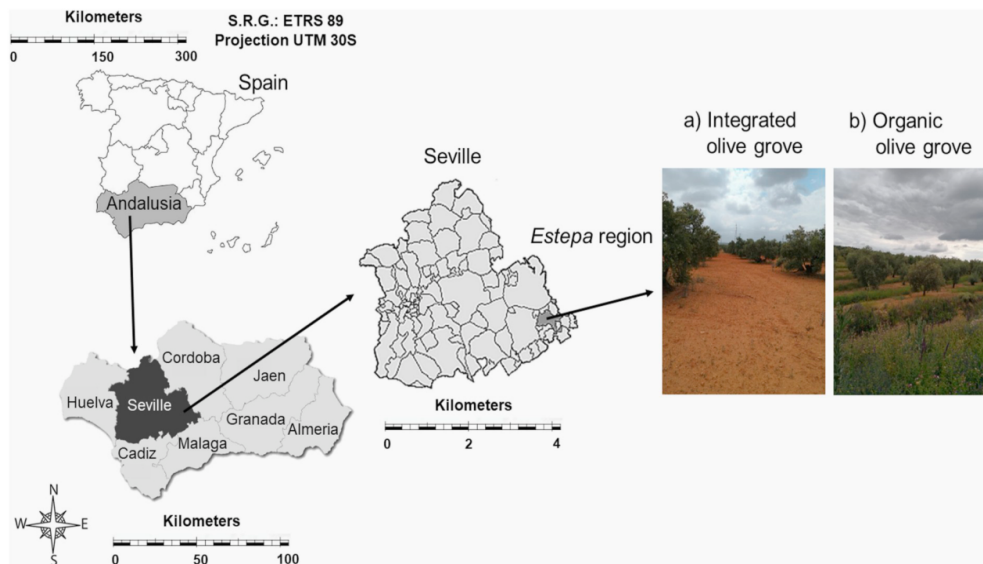 Kilometers
0 150 300
S.R.G.: ETRS 89
Projection UTM 30S
Spain
Andalusia
Cordoba
Jaen
Huelva
Seville
Granada
Almeria
Malaga
Cadiz
N
W E
S
Kilometers
0 50 100
Seville
Estepa region
Kilometers
0 2 4
a) Integrated
olive grove
b) Organic
olive grove